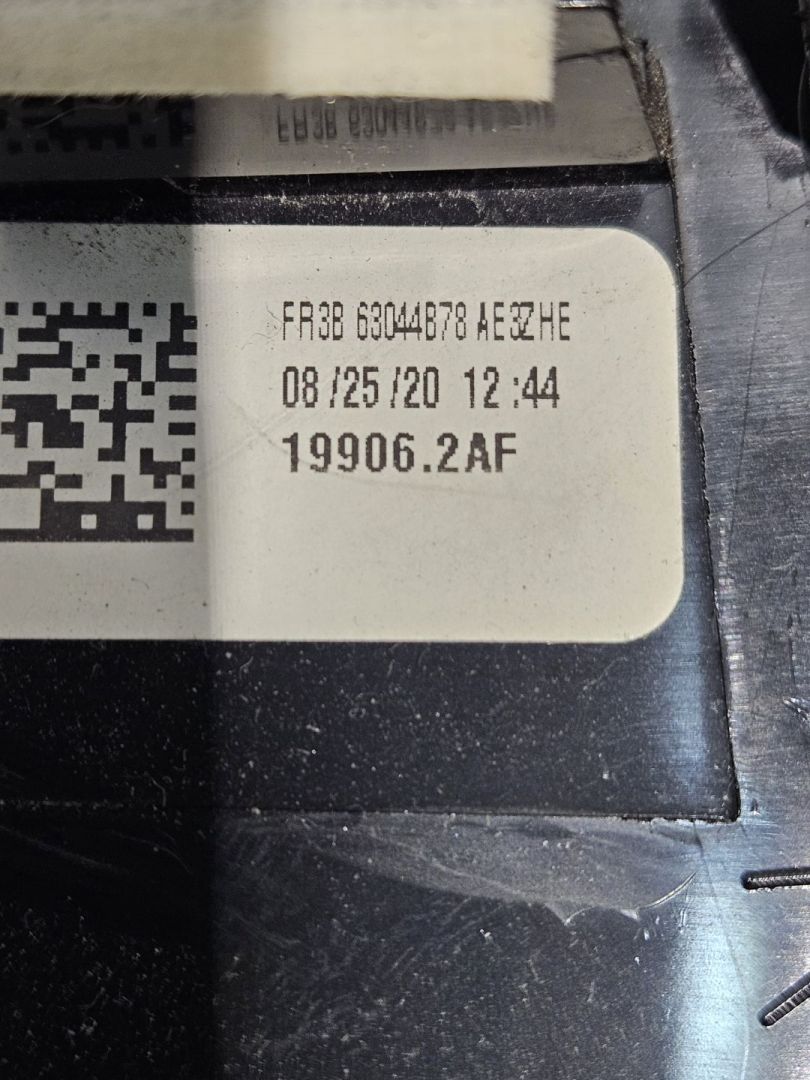 FR3B 63044B78 AE3ZHE
08/25/20 12:44
19906.2AF